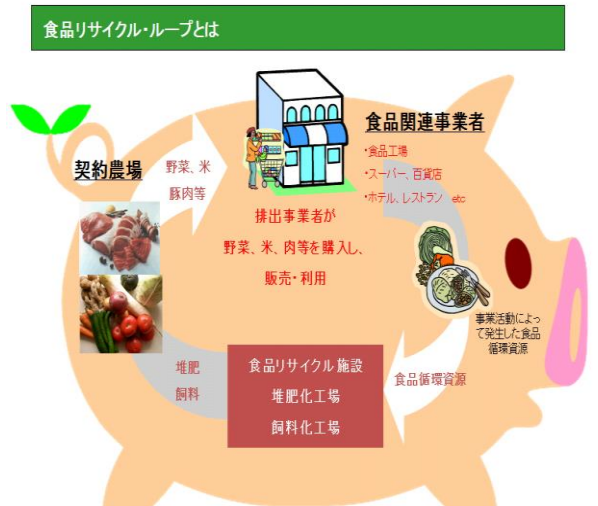 食品リサイクル・ループとは
食品関連事業者
・食品工場
・スーパー、百貨店
・ホテル、レストラン etc
契約農場
野菜、米
豚肉等
排出事業者が
野菜、米、肉等を購入し、
販売・利用
事業活動によっ
て発生した食品
循環資源
堆肥
飼料
食品リサイクル施設
堆肥化工場
飼料化工場
食品循環資源